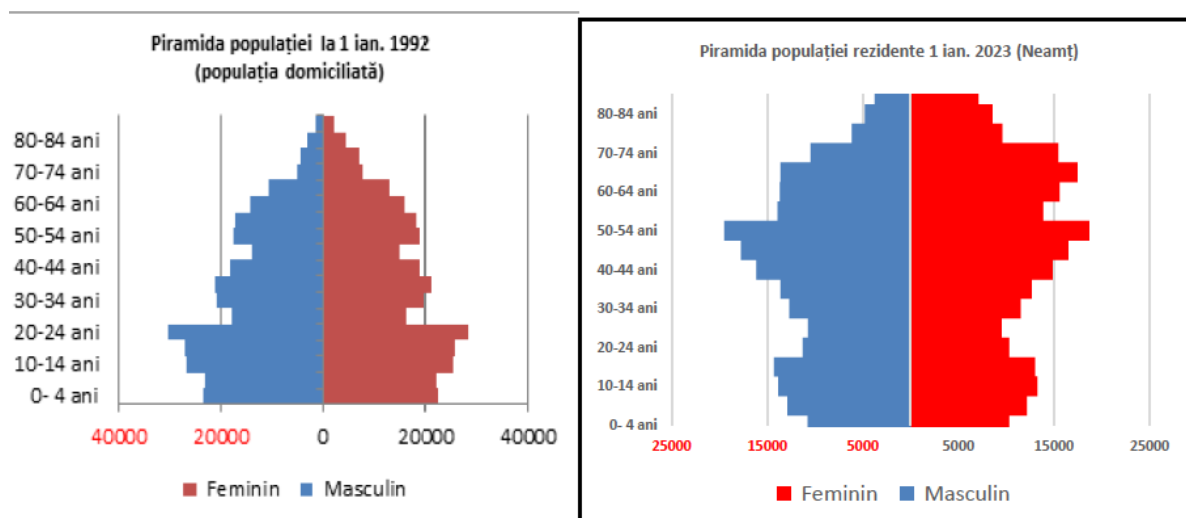 Piramida populației la 1 ian. 1992
(populația domiciliată)
80-84 ani
70-74 ani
60-64 ani
50-54 ani
40-44 ani
30-34 ani
20-24 ani
10-14 ani
0- 4 ani
40000 20000 0 20000 40000
Feminin Masculin
Piramida populației rezidente 1 ian. 2023 (Neamț)
80-84 ani
70-74 ani
60-64 ani
50-54 ani
40-44 ani
30-34 ani
20-24 ani
10-14 ani
0- 4 ani
25000 15000 5000 5000 15000 25000
Feminin Masculin